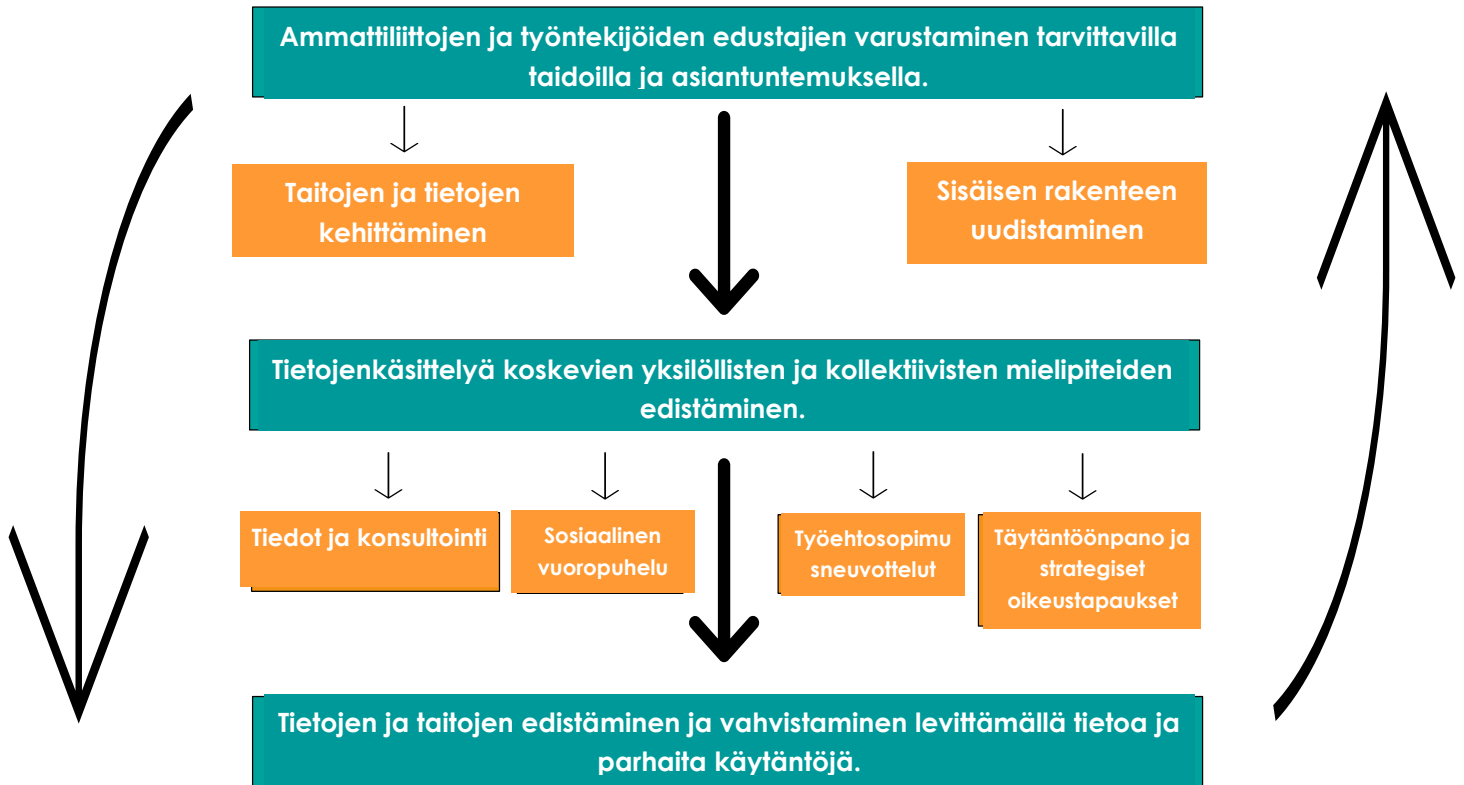 Ammattiliittojen ja työntekijöiden edustajien varustaminen tarvittavilla
taidoilla ja asiantuntemuksella.
Taitojen ja tietojen
kehittäminen
Sisäisen rakenteen
uudistaminen
Tietojenkäsittelyä koskevien yksilöllisten ja kollektiivisten mielipiteiden
edistäminen.
Tiedot ja konsultointi
Sosiaalinen
vuoropuhelu
Työehtosopimu
sneuvottelut
Täytäntöönpano ja
strategiset
oikeustapaukset
Tietojen ja taitojen edistäminen ja vahvistaminen levittämällä tietoa ja
parhaita käytäntöjä.